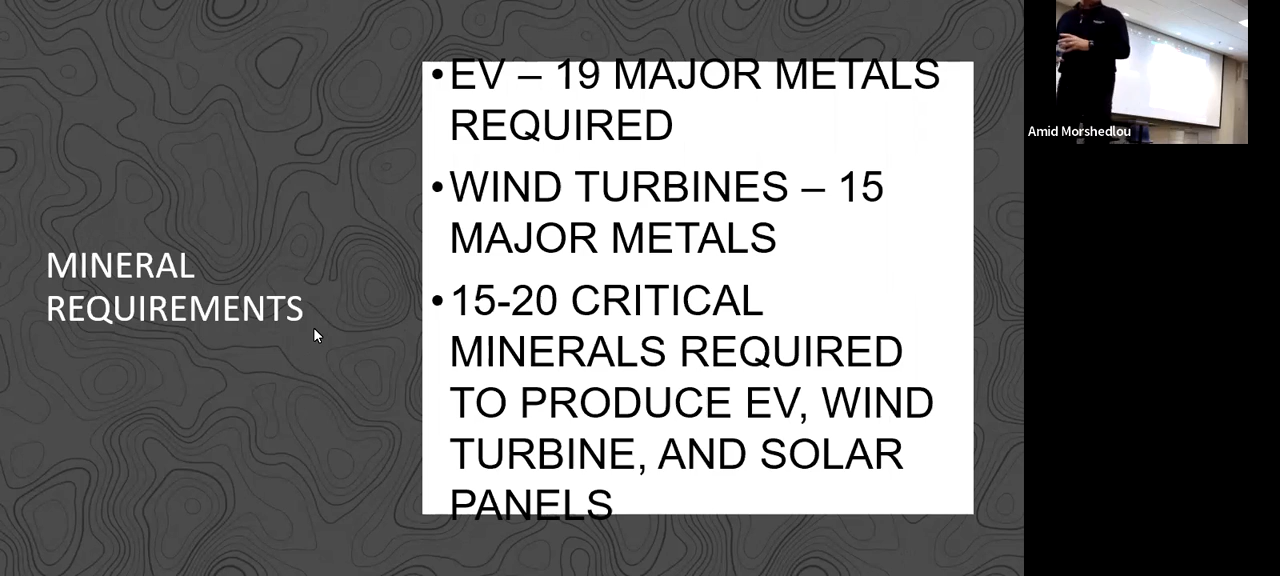 MINERAL
REQUIREMENTS
•EV – 19 MAJOR METALS
REQUIRED
•WIND TURBINES – 15
MAJOR METALS
•15-20 CRITICAL
MINERALS REQUIRED
TO PRODUCE EV, WIND
TURBINE, AND SOLAR
PANELS
Amid Morshedlou